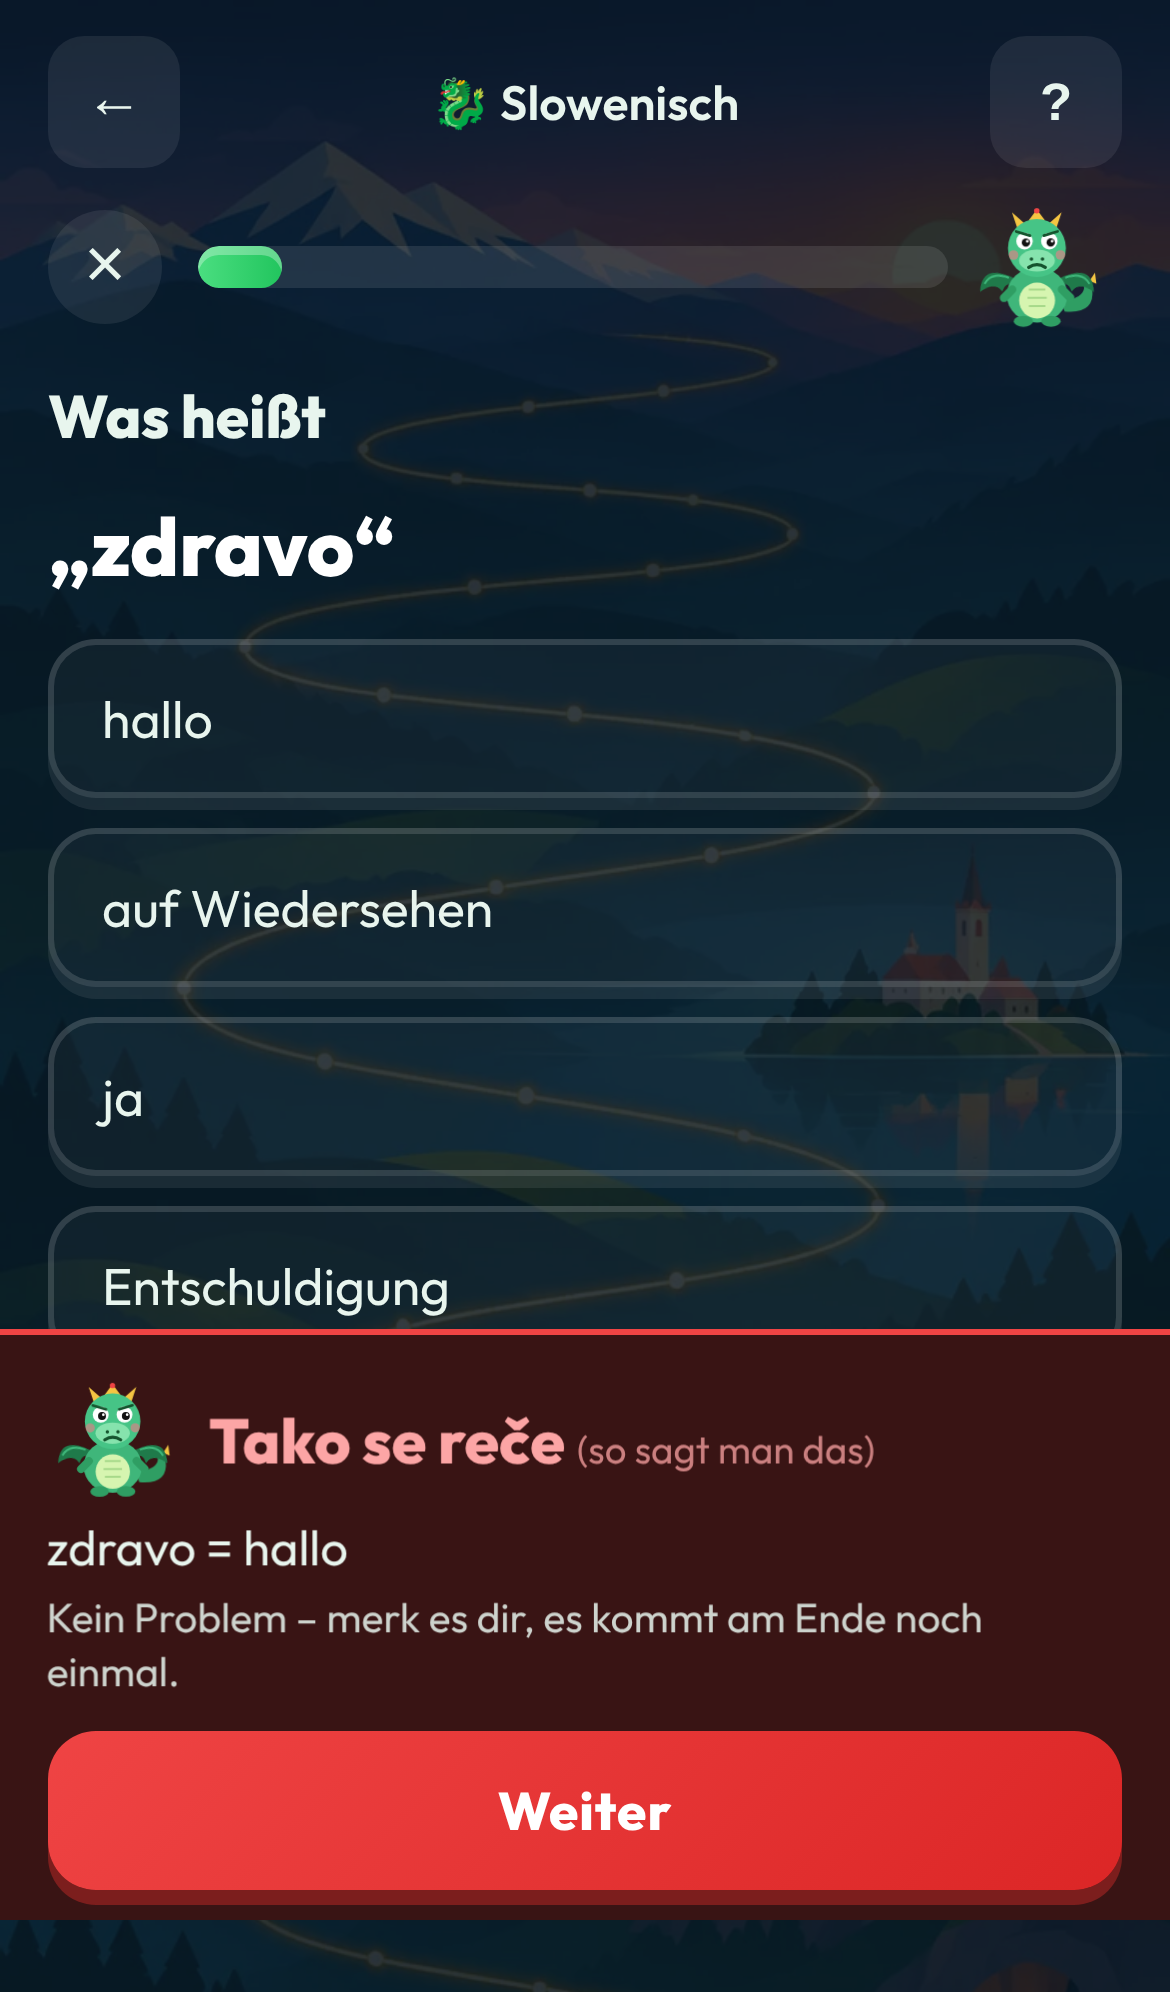 ←
🐉 Slowenisch
?
✕
Was heißt
„zdravo“
hallo
auf Wiedersehen
ja
Entschuldigung
Tako se reče (so sagt man das)
zdravo = hallo
Kein Problem – merk es dir, es kommt am Ende noch
einmal.
Weiter